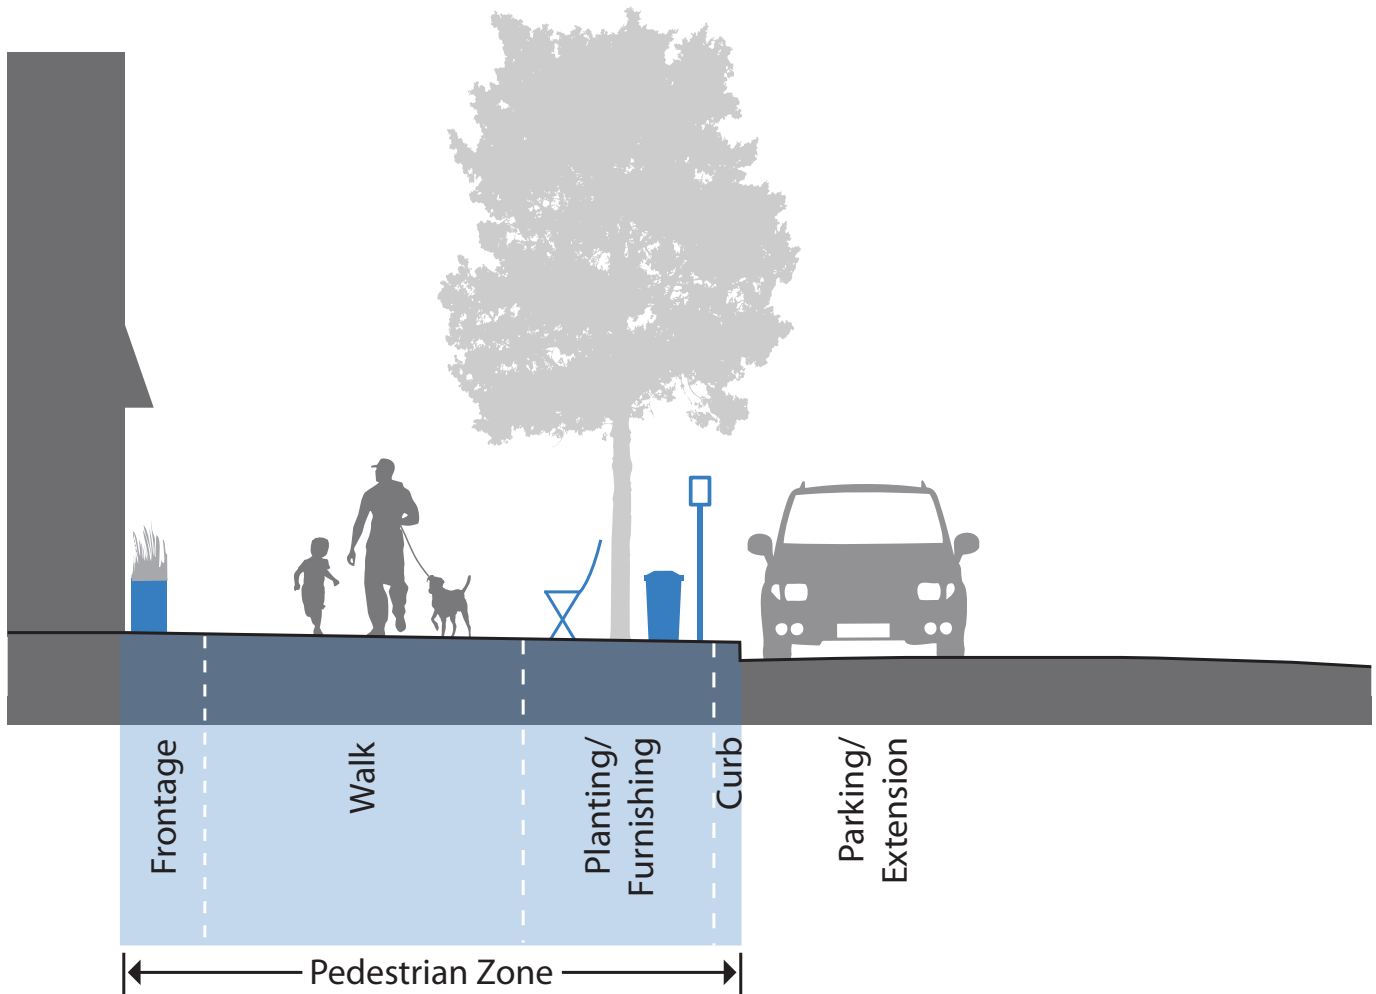 Frontage
Walk
Planting/
Furnishing
Curb
Parking/
Extension
Pedestrian Zone